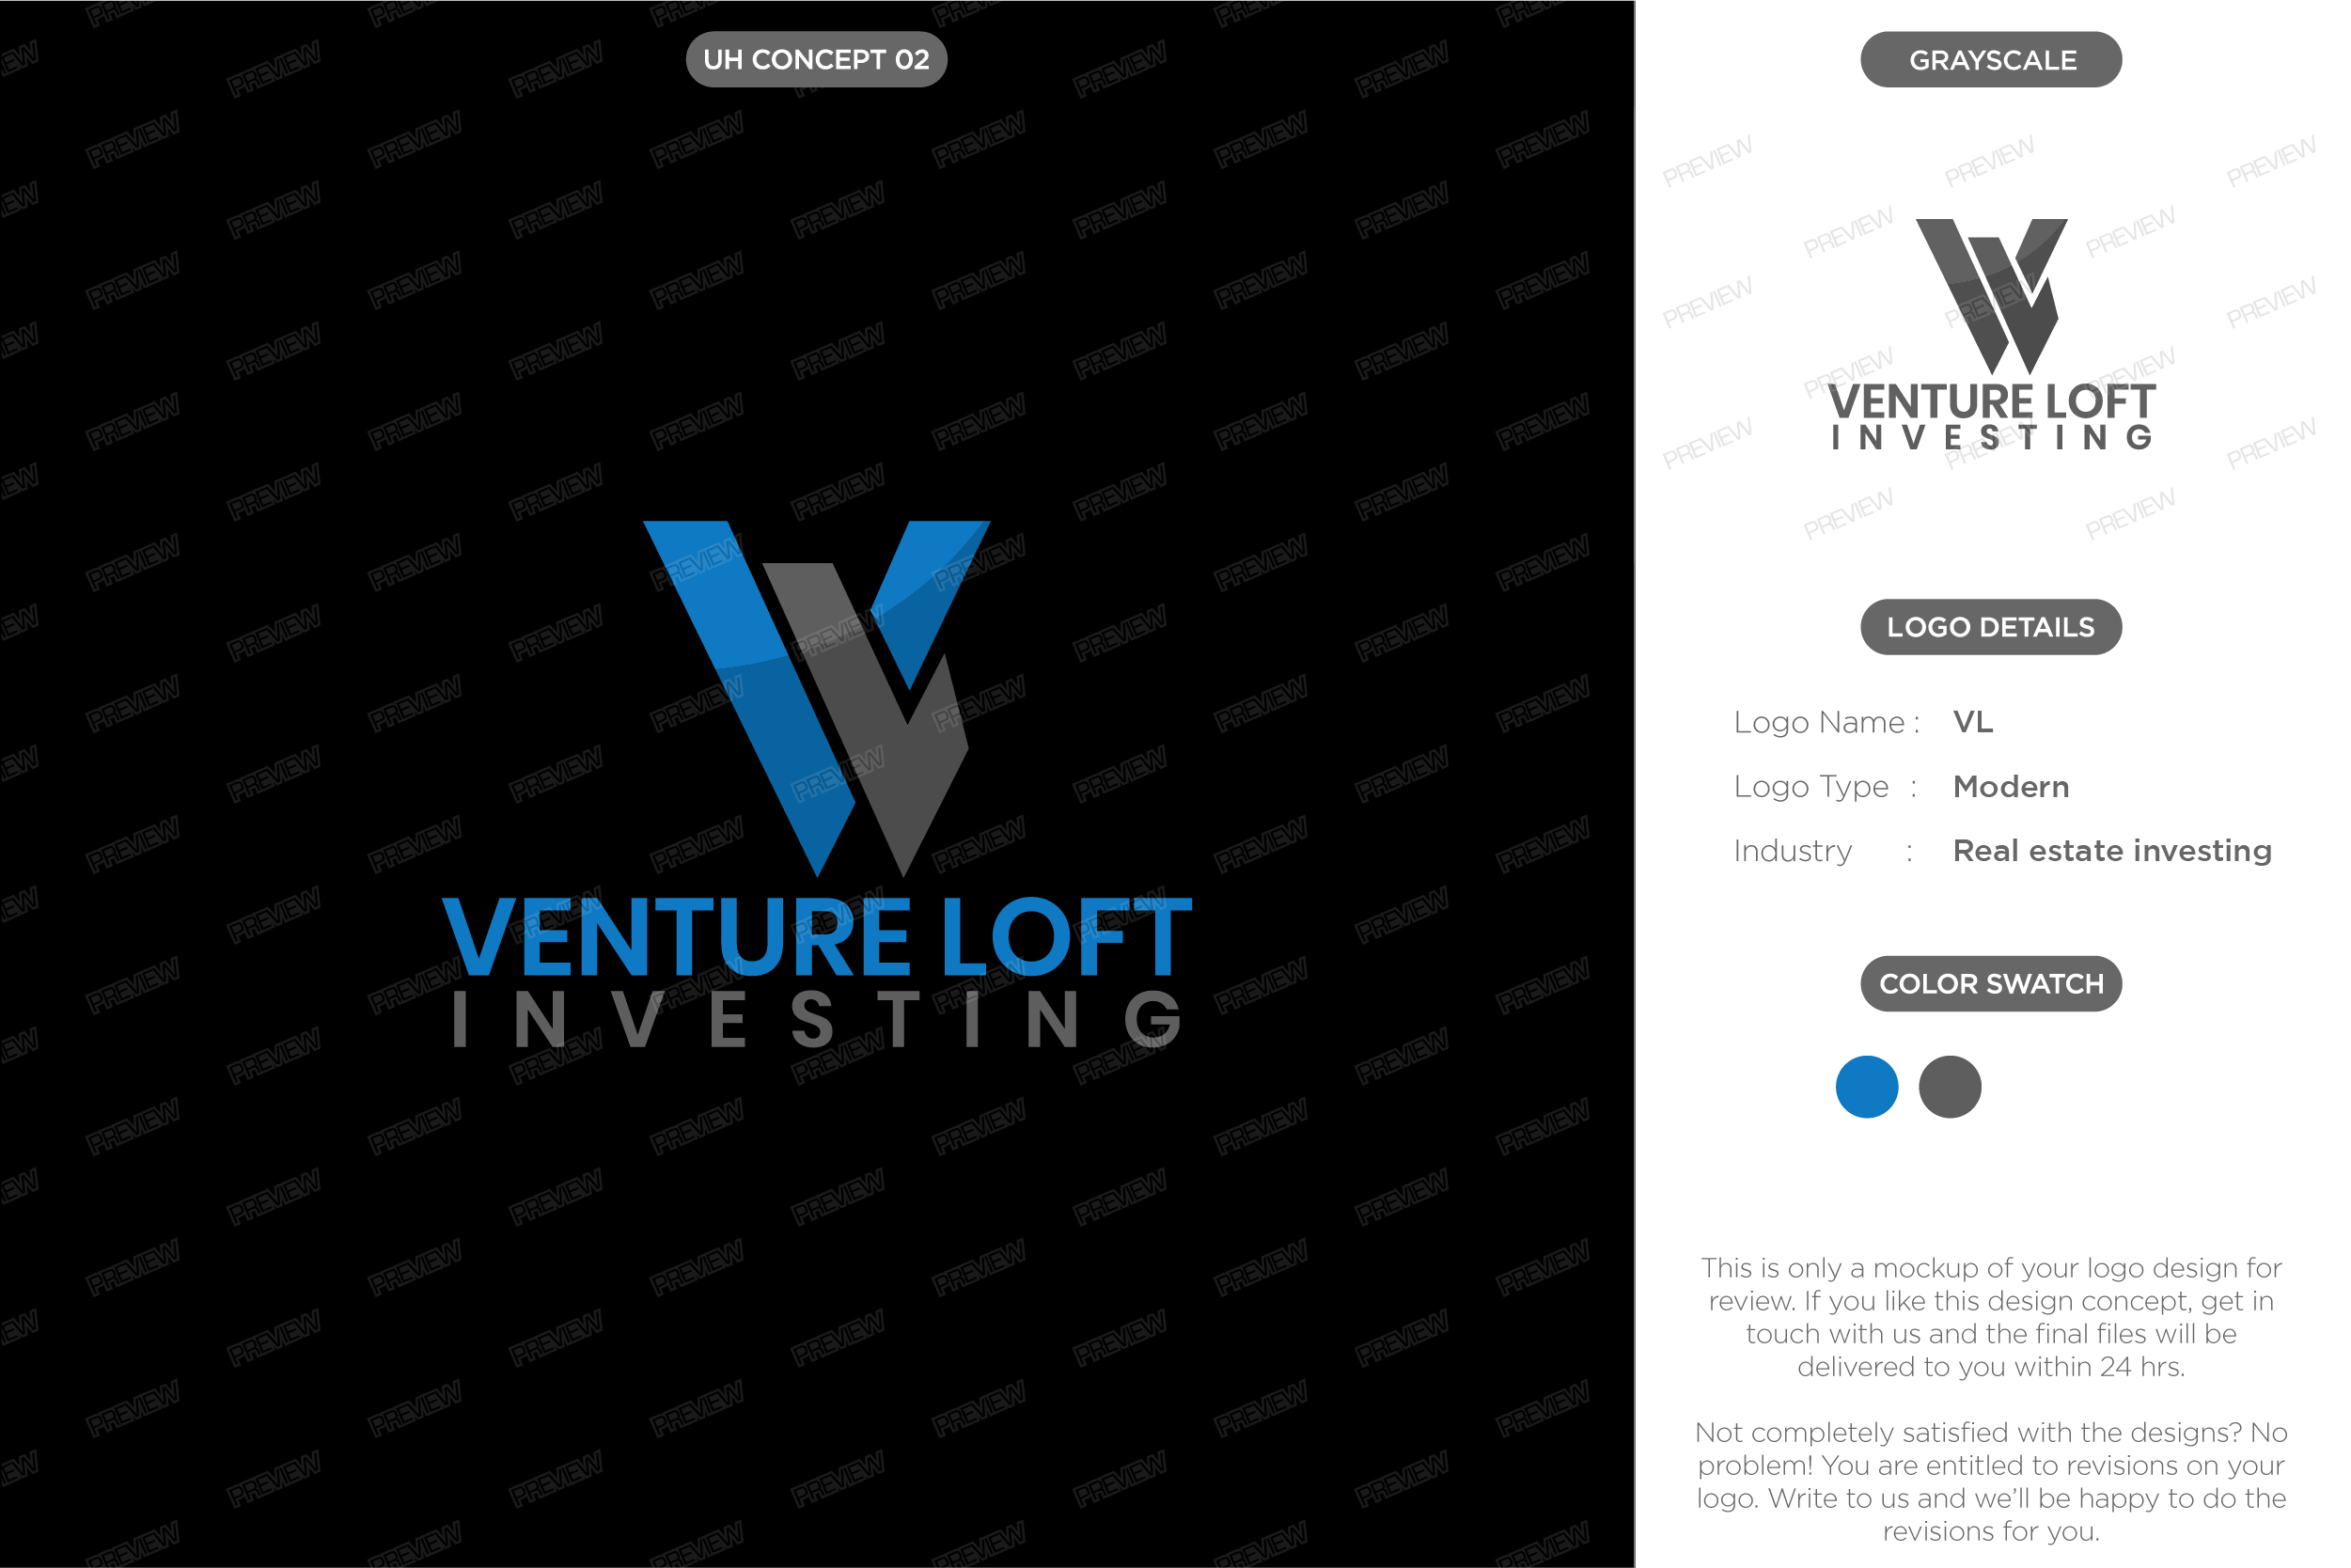 UH CONCEPT 02
VENTURE LOFT
INVESTING
GRAYSCALE
VENTURE LOFT
INVESTING
LOGO DETAILS
Logo Name : VL
Logo Type : Modern
Industry : Real estate investing
COLOR SWATCH
This is only a mockup of your logo design for
review. If you like this design concept, get in
touch with us and the final files will be
delivered to you within 24 hrs.
Not completely satisfied with the designs? No
problem! You are entitled to revisions on your
logo. Write to us and we'll be happy to do the
revisions for you.
PREVIEW